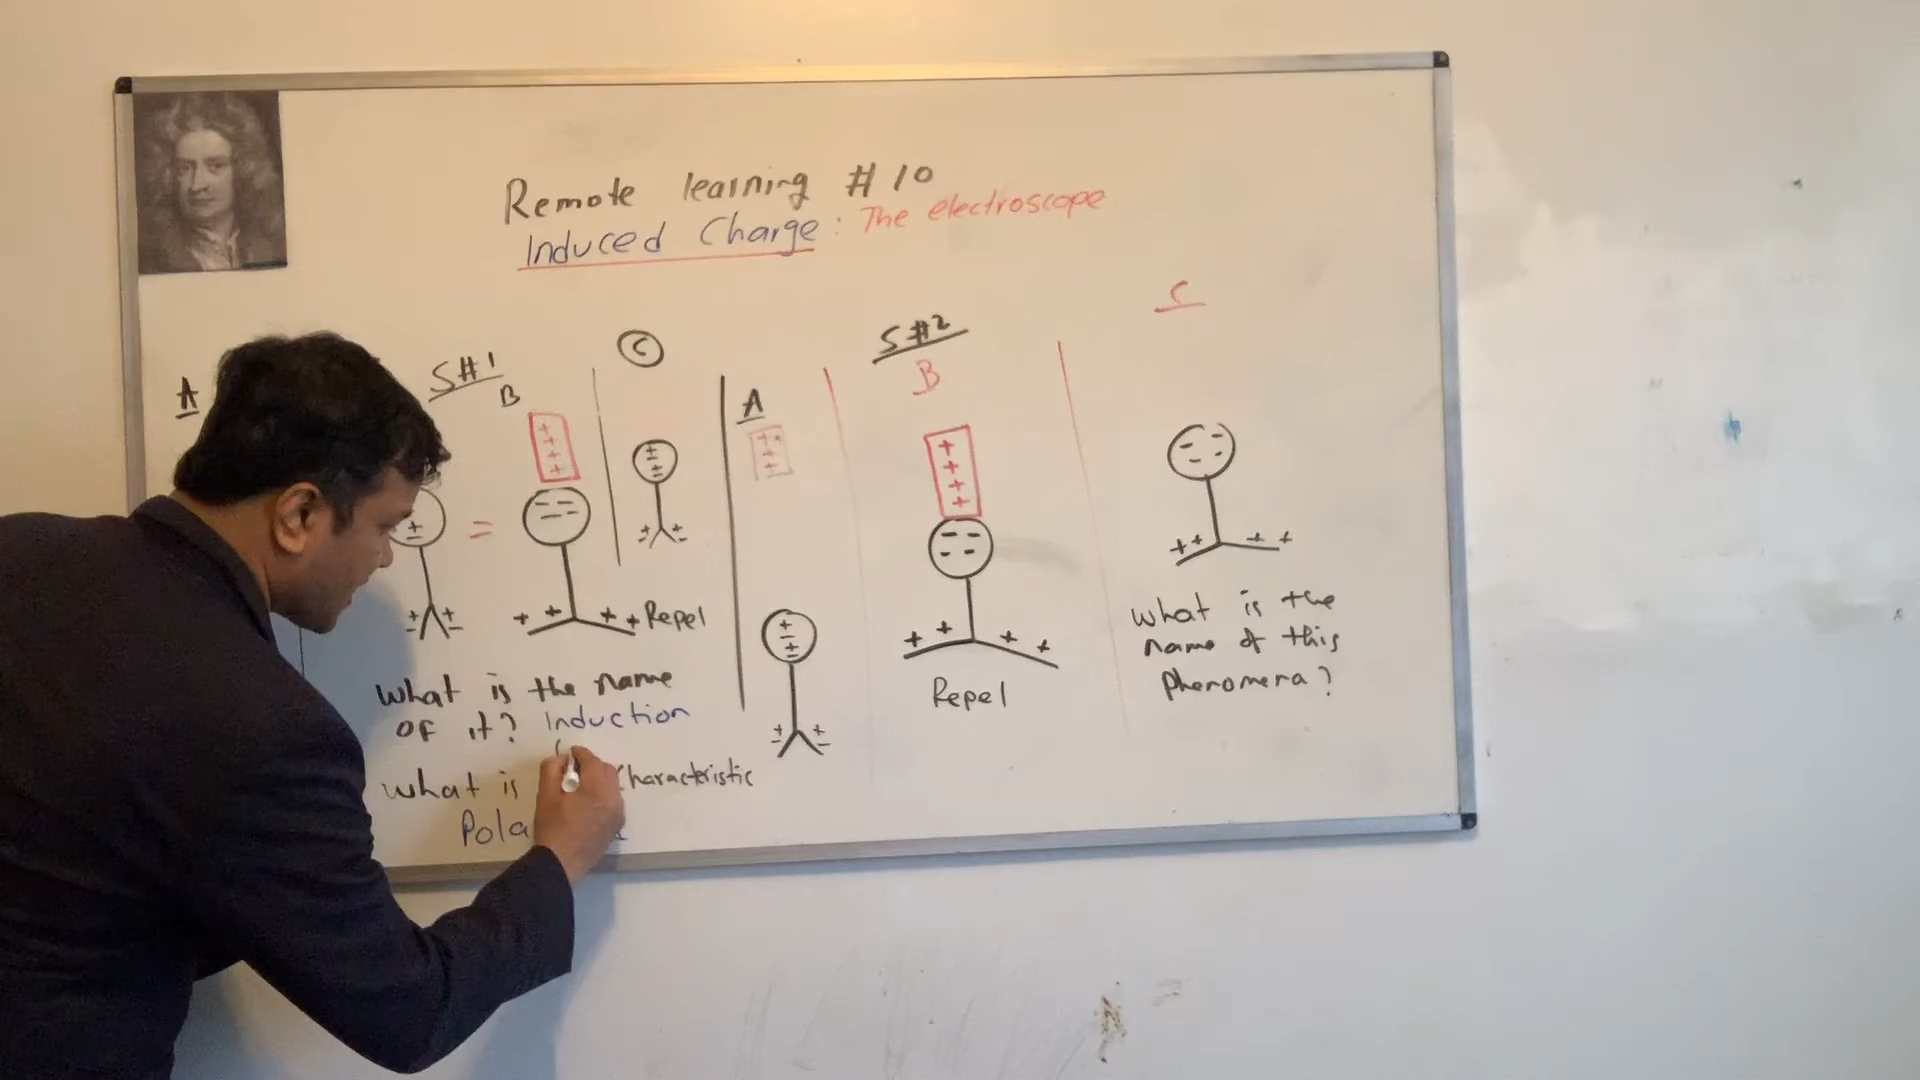 Remote learning #10
Induced Charge: The electroscope
A
S#1
B
C
+
+
+
+
- -
- -
=
+ + + + Repel
What is the name
of it? Induction
What is Characteristic
A
S#2
B
+
+
+
+
- -
- -
+ + + +
Repel
C
- -
- -
+ + + +
What is the
name of this
phenomena?